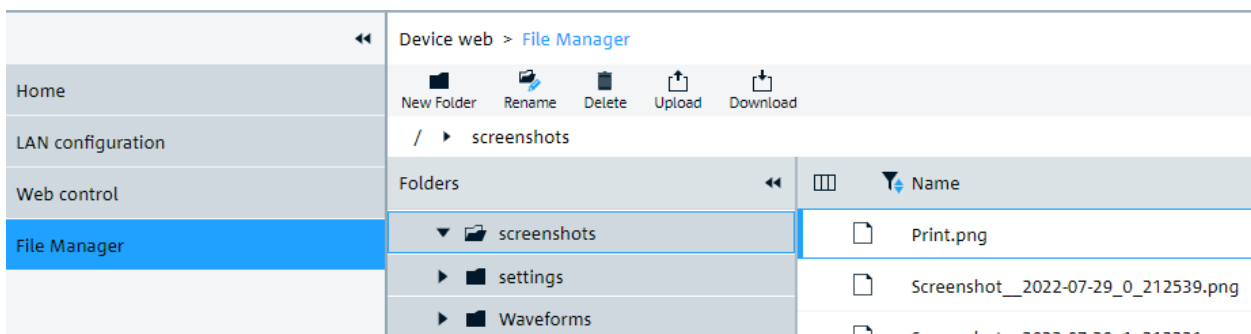 Device web > File Manager
Home
LAN configuration
Web control
File Manager
New Folder Rename Delete Upload Download
/ screenshots
Folders
screenshots
settings
Waveforms
Name
Print.png
Screenshot__2022-07-29_0_212539.png